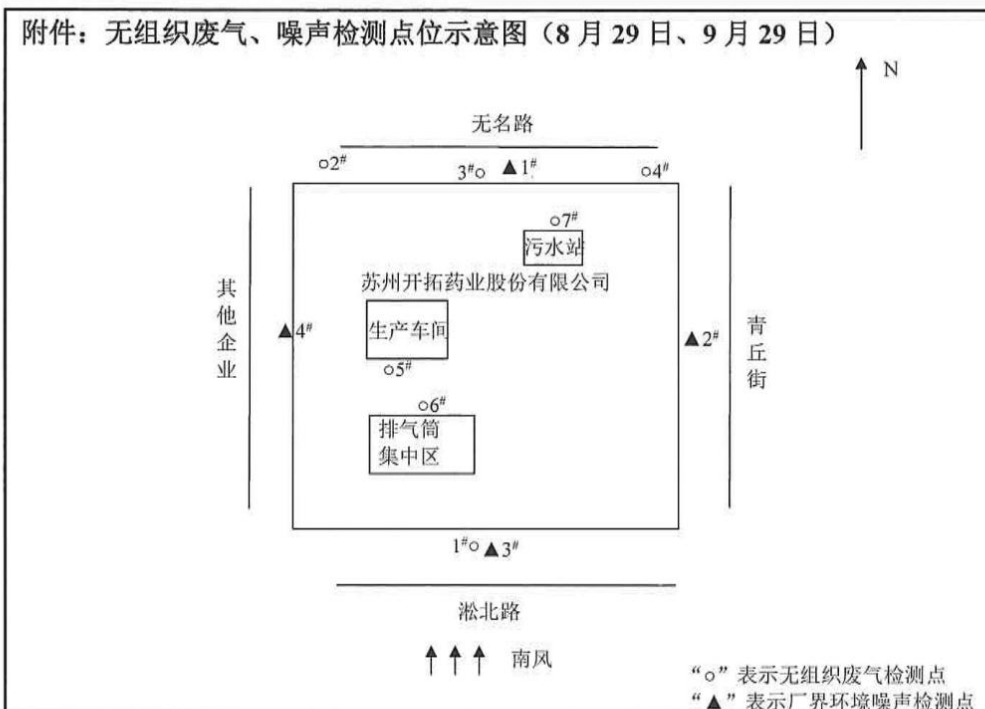 附件：无组织废气、噪声检测点位示意图（8月29日、9月29日）
N
无名路
○2# 3#○ ▲1# ○4#
○7#
污水站
苏州开拓药业股份有限公司
其他企业
▲4#
生产车间
▲2#
青丘街
○5#
○6#
排气筒
集中区
1#○ ▲3#
淞北路
南风
“○”表示无组织废气检测点
“▲”表示厂界环境噪声检测点